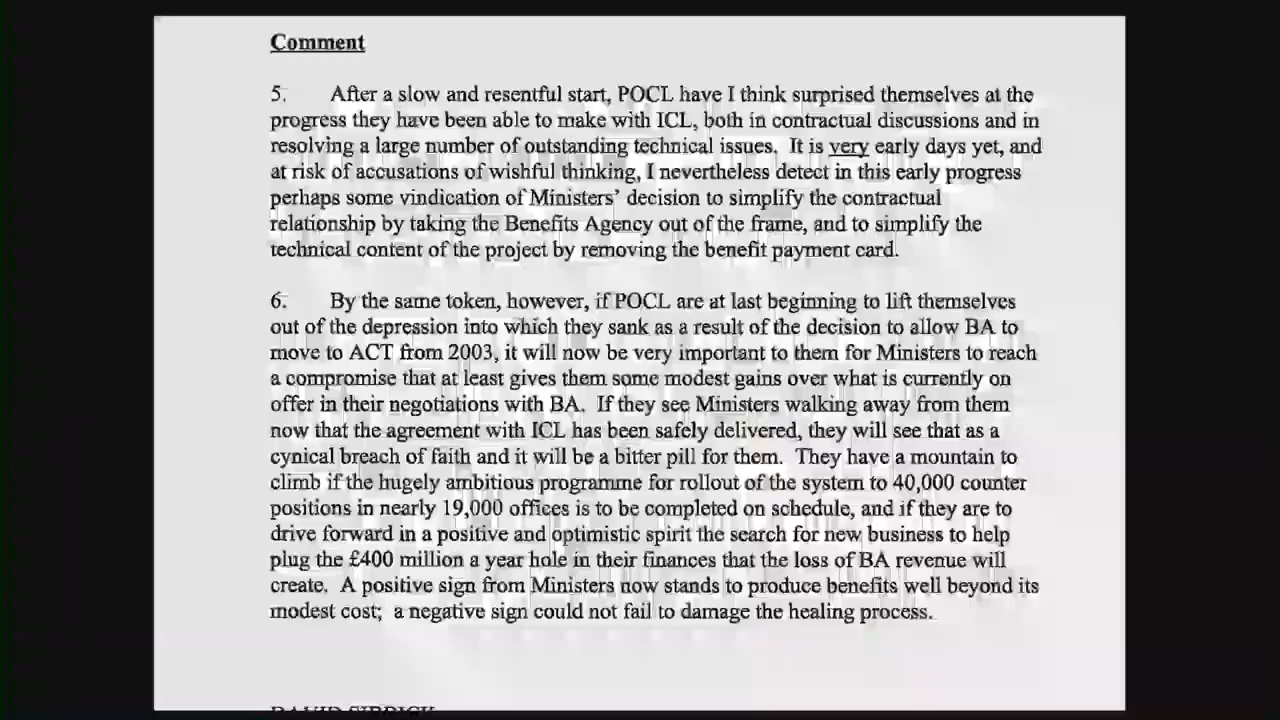 Comment
5. After a slow and resentful start, POCL have I think surprised themselves at the
progress they have been able to make with ICL, both in contractual discussions and in
resolving a large number of outstanding technical issues. It is very early days yet, and
at risk of accusations of wishful thinking, I nevertheless detect in this early progress
perhaps some vindication of Ministers' decision to simplify the contractual
relationship by taking the Benefits Agency out of the frame, and to simplify the
technical content of the project by removing the benefit payment card.
6. By the same token, however, if POCL are at last beginning to lift themselves
out of the depression into which they sank as a result of the decision to allow BA to
move to ACT from 2003, it will now be very important to them for Ministers to reach
a compromise that at least gives them some modest gains over what is currently on
offer in their negotiations with BA. If they see Ministers walking away from them
now that the agreement with ICL has been safely delivered, they will see that as a
cynical breach of faith and it will be a bitter pill for them. They have a mountain to
climb if the hugely ambitious programme for rollout of the system to 40,000 counter
positions in nearly 19,000 offices is to be completed on schedule, and if they are to
drive forward in a positive and optimistic spirit the search for new business to help
plug the £400 million a year hole in their finances that the loss of BA revenue will
create. A positive sign from Ministers now stands to produce benefits well beyond its
modest cost; a negative sign could not fail to damage the healing process.
DAVID